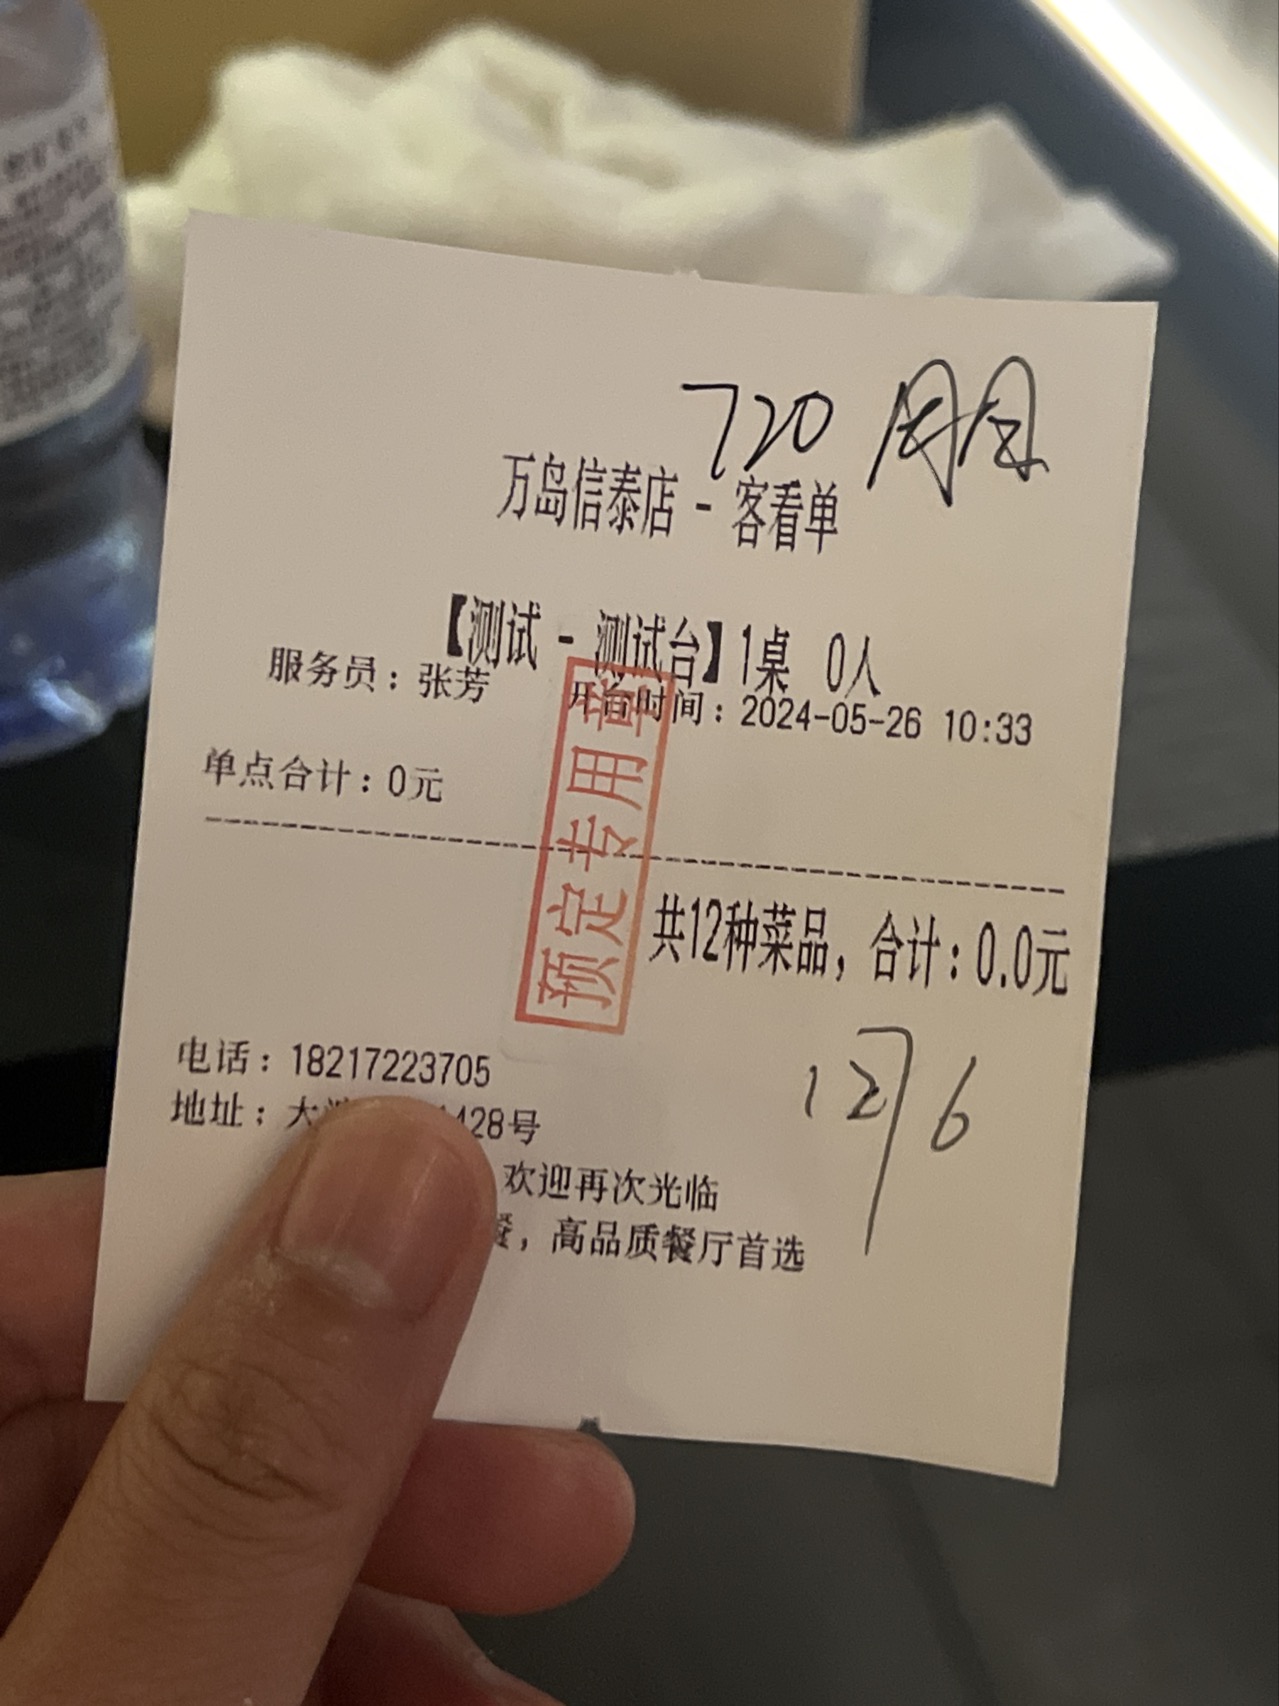 720
万岛信泰店 - 客看单
【测试 - 测试台】1桌 0人
服务员：张芳 开台时间：2024-05-26 10:33
单点合计：0元
预定专用章
共12种菜品，合计：0.0元
电话：18217223705
地址：大 428号
欢迎再次光临
餐，高品质餐厅首选